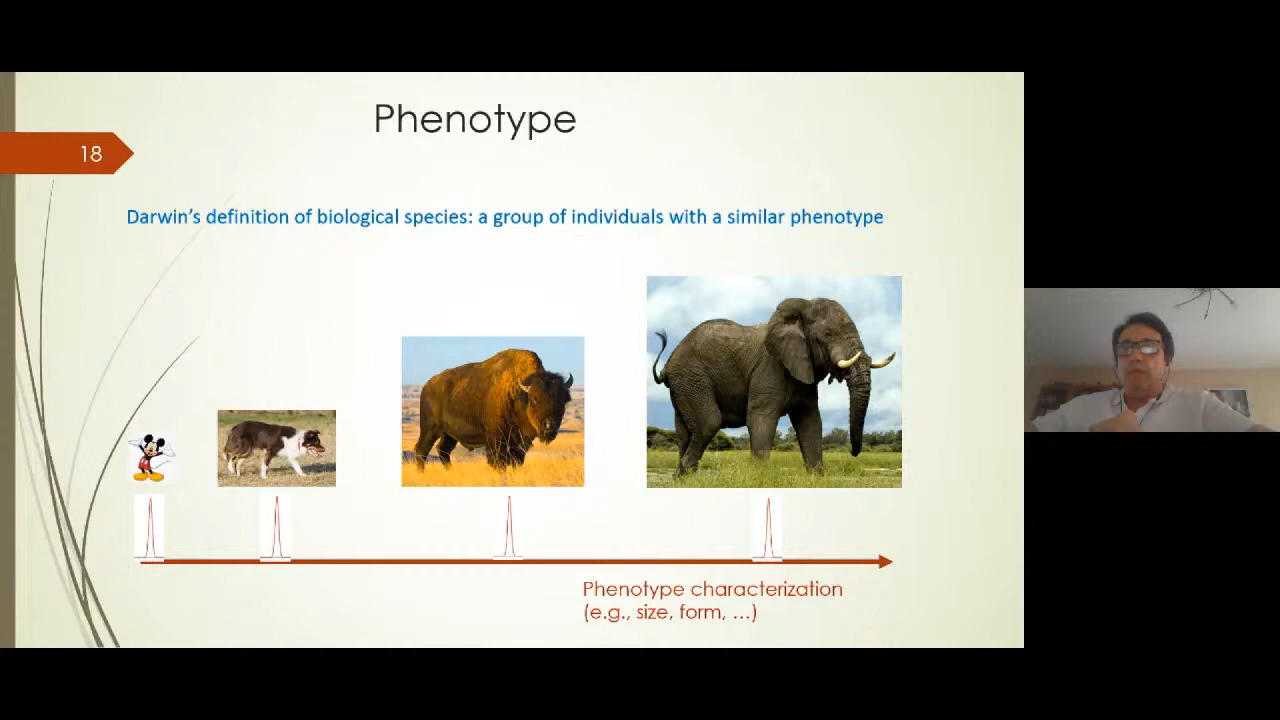 Phenotype
18
Darwin's definition of biological species: a group of individuals with a similar phenotype
Phenotype characterization
(e.g., size, form, ...)